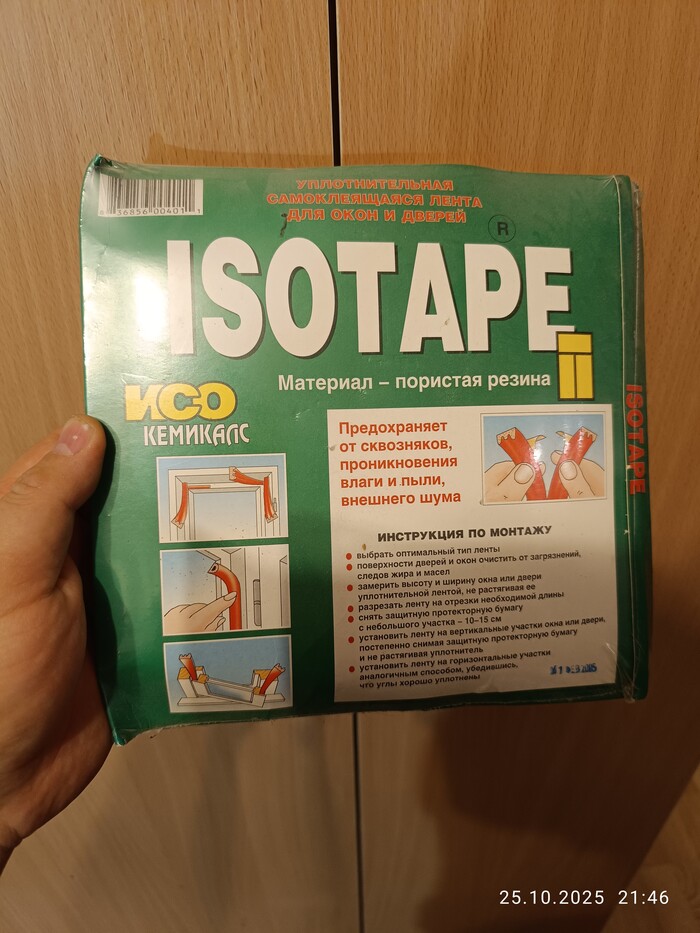 УПЛОТНИТЕЛЬНАЯ
САМОКЛЕЯЩАЯСЯ ЛЕНТА
ДЛЯ ОКОН И ДВЕРЕЙ
ISOTAPE®
Материал – пористая резина
ИСО
КЕМИКАЛС
ISOTAPE
Предохраняет
от сквозняков,
проникновения
влаги и пыли,
внешнего шума
ИНСТРУКЦИЯ ПО МОНТАЖУ
• выбрать оптимальный тип ленты
• поверхности дверей и окон очистить от загрязнений,
следов жира и масел
• замерить высоту и ширину окна или двери
уплотнительной лентой, не растягивая ее
• разрезать ленту на отрезки необходимой длины
• снять защитную протекторную бумагу
с небольшого участка – 10–15 см
• установить ленту на вертикальные участки окна или двери,
постепенно снимая защитную протекторную бумагу
и не растягивая уплотнитель
• установить ленту на горизонтальные участки
аналогичным способом, убедившись,
что углы хорошо уплотнены
25.10.2025 21:46